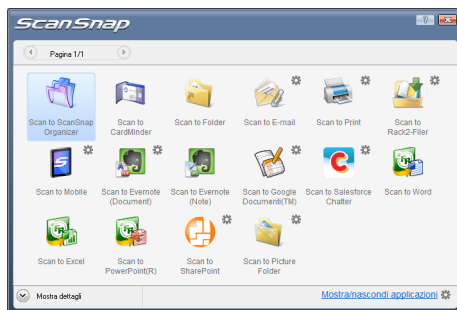 ScanSnap
Pagina 1/1
Scan to ScanSnap
Organizer
Scan to
CardMinder
Scan to Folder
Scan to E-mail
Scan to Print
Scan to
Rack2-Filer
Scan to Mobile
Scan to Evernote
(Document)
Scan to Evernote
(Note)
Scan to Google
Documenti(TM)
Scan to Salesforce
Chatter
Scan to Word
Scan to Excel
Scan to
PowerPoint(R)
Scan to
SharePoint
Scan to Picture
Folder
Mostra dettagli
Mostra/nascondi applicazioni